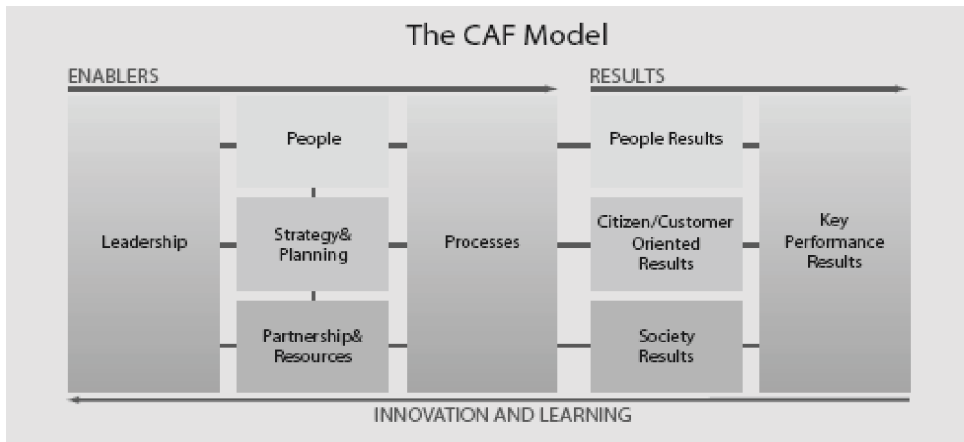 The CAF Model
ENABLERS
RESULTS
Leadership
People
Strategy&
Planning
Partnership&
Resources
Processes
People Results
Citizen/Customer
Oriented
Results
Society
Results
Key
Performance
Results
INNOVATION AND LEARNING